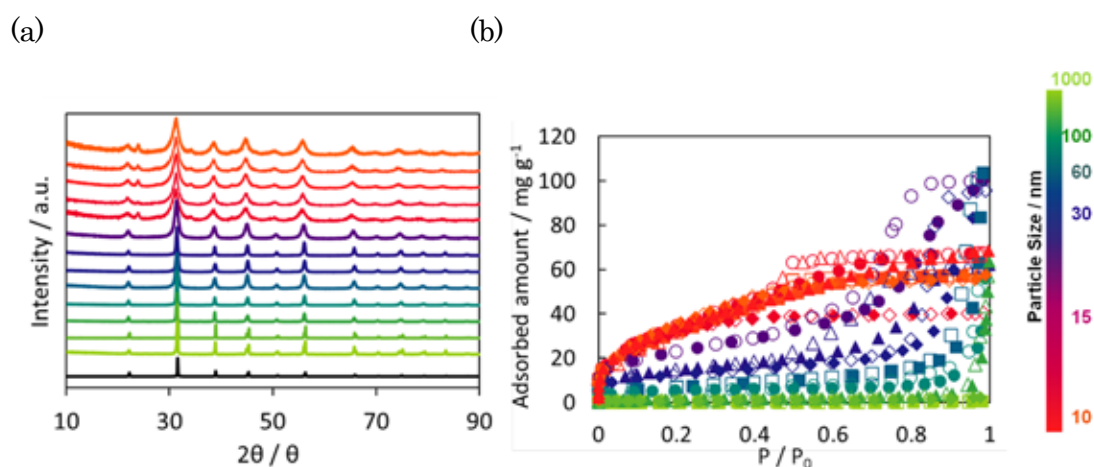 (a)
(b)
Intensity / a.u.
10 30 50 70 90
2θ / θ
Adsorbed amount / mg g⁻¹
120
100
80
60
40
20
0
0 0.2 0.4 0.6 0.8 1
P / P₀
Particle Size / nm
1000
100
60
30
15
10